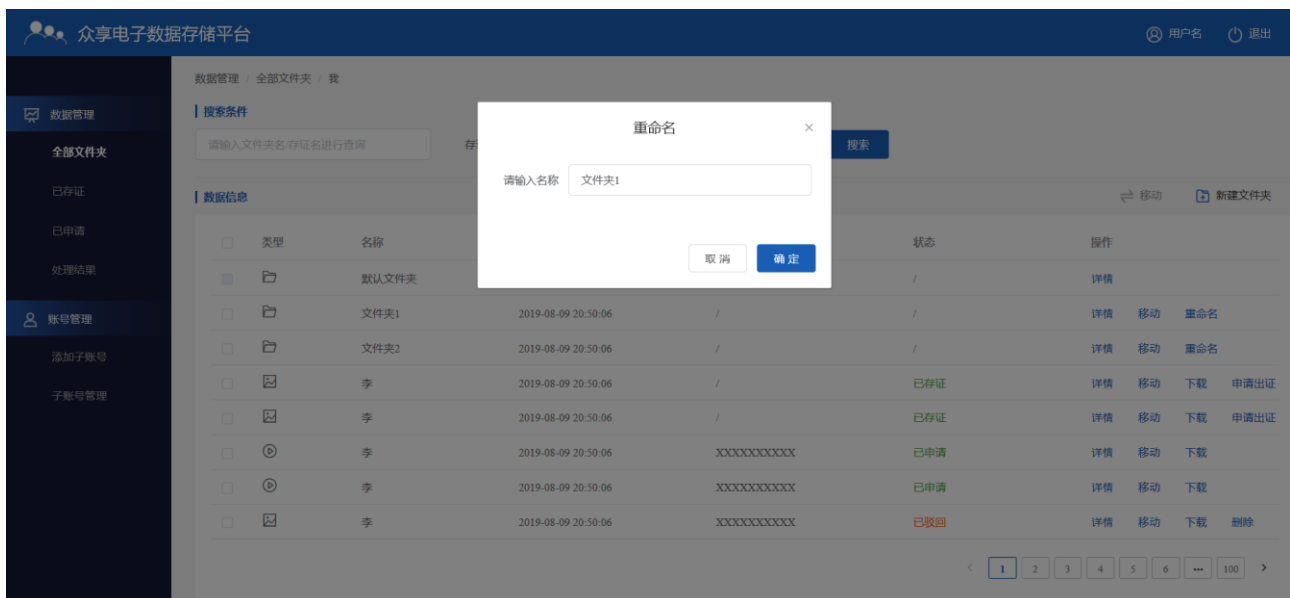 众享电子数据存储平台
用户名 退出
数据管理 / 全部文件夹 / 我
数据管理
全部文件夹
已存证
已申请
处理结果
账号管理
添加子账号
子账号管理
搜索条件
请输入文件夹名/存证名进行查询 存 搜索
重命名 ×
请输入名称 文件夹1
取消 确定
数据信息 移动 新建文件夹
类型 名称 状态 操作
默认文件夹 / 详情
文件夹1 2019-08-09 20:50:06 / / 详情 移动 重命名
文件夹2 2019-08-09 20:50:06 / / 详情 移动 重命名
李 2019-08-09 20:50:06 / 已存证 详情 移动 下载 申请出证
李 2019-08-09 20:50:06 / 已存证 详情 移动 下载 申请出证
李 2019-08-09 20:50:06 XXXXXXXXXX 已申请 详情 移动 下载
李 2019-08-09 20:50:06 XXXXXXXXXX 已申请 详情 移动 下载
李 2019-08-09 20:50:06 XXXXXXXXXX 已驳回 详情 移动 下载 删除
< 1 2 3 4 5 6 ••• 100 >